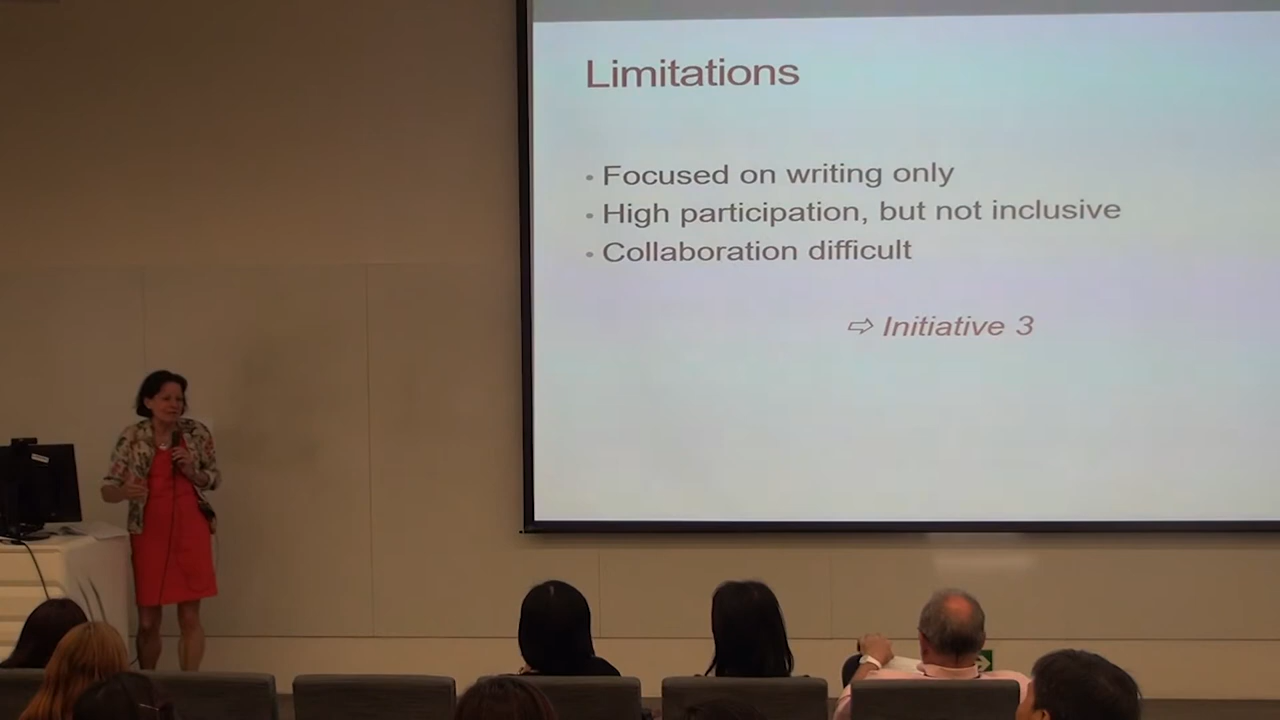 Limitations
• Focused on writing only
• High participation, but not inclusive
• Collaboration difficult
⇨ Initiative 3